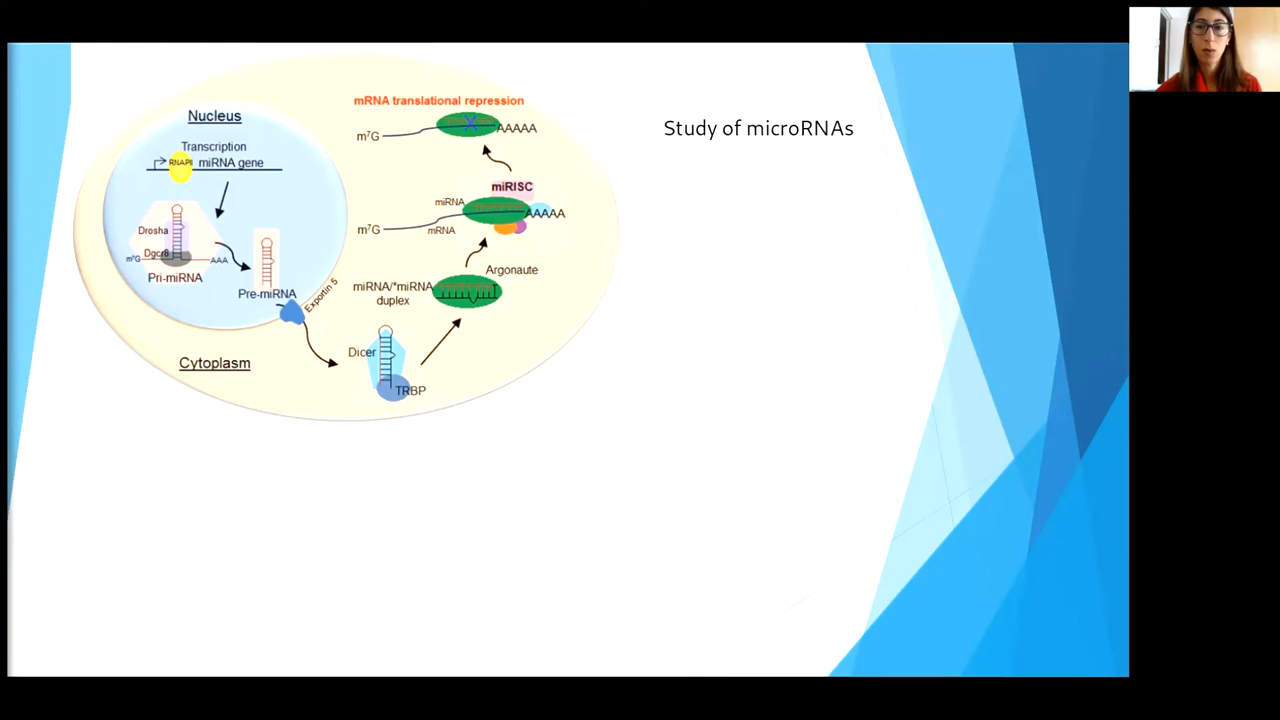 Study of microRNAs
Nucleus
Transcription
RNAPII miRNA gene
Drosha
Dgcr8
m⁷G AAA
Pri-miRNA
Pre-miRNA
Exportin 5
Cytoplasm
Dicer
TRBP
miRNA/*miRNA
duplex
Argonaute
miRISC
miRNA
m⁷G AAAAA
mRNA
mRNA translational repression
m⁷G AAAAA